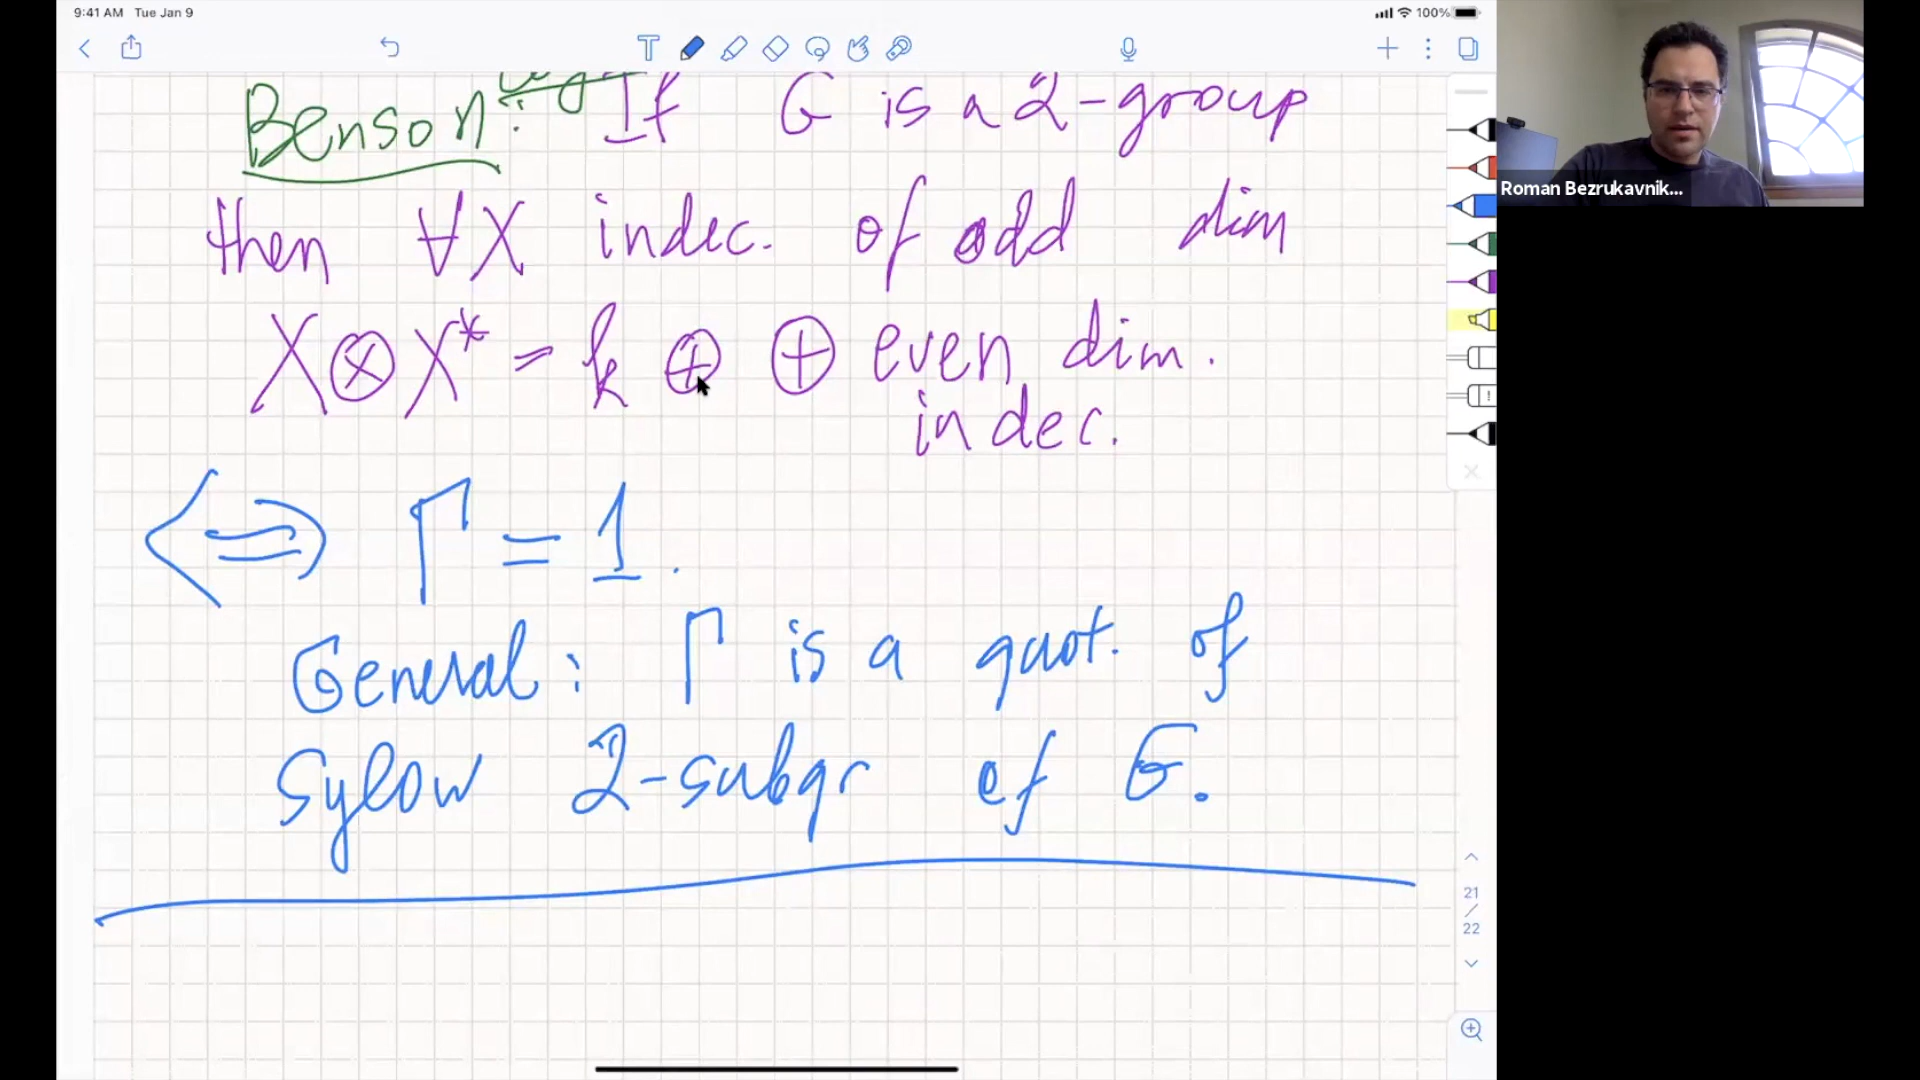 9:41 AM Tue Jan 9
100%
Benson: If G is a 2-group
then ∀X indec. of odd dim
X⊗X* = k ⊕ ⊕ even dim.
indec.
⟺ Γ = 1.
General: Γ is a quot. of
Sylow 2-subgr of G.
Roman Bezrukavnik...
21
/
22